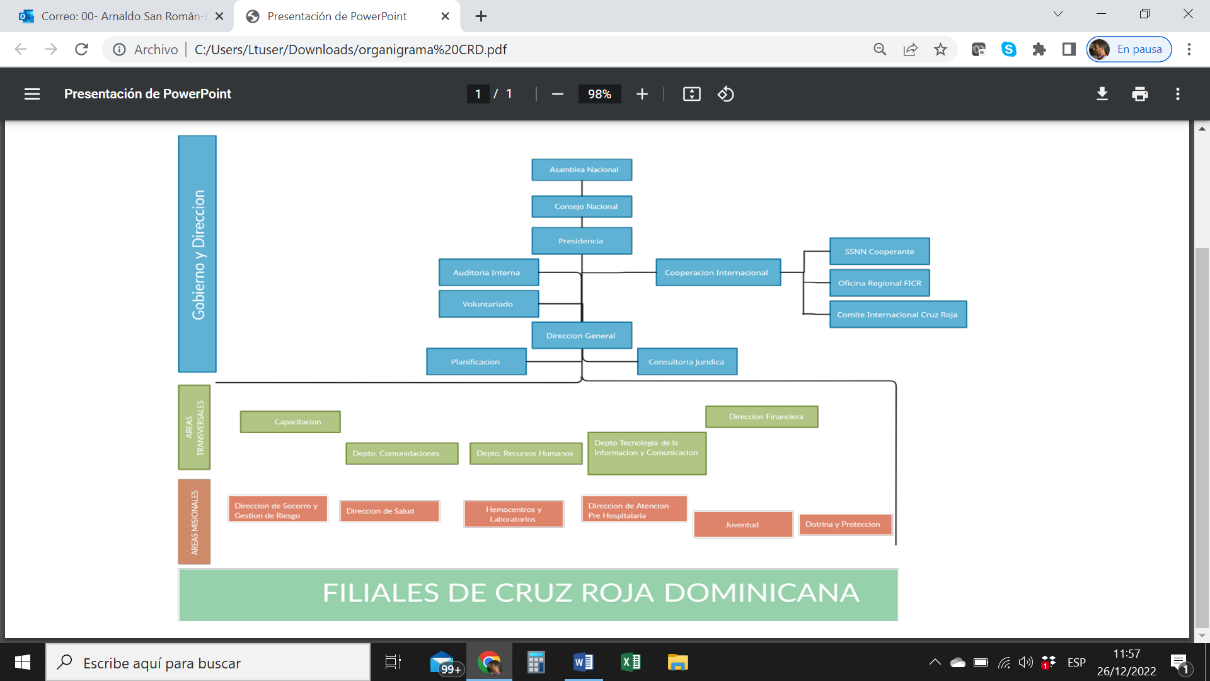 Correo: 00- Arnaldo San Román-
Presentación de PowerPoint
Archivo
C:/Users/Ltuser/Downloads/organigrama%20CRD.pdf
En pausa
Presentación de PowerPoint
1 / 1
98%
Gobierno y Direccion
Asamblea Nacional
Consejo Nacional
Presidencia
Auditoria Interna
Cooperacion Internacional
SSNN Cooperante
Oficina Regional FICR
Comite Internacional Cruz Roja
Voluntariado
Direccion General
Planificacion
Consultoria Juridica
AREAS
TRANSVERSALES
Capacitacion
Direccion Financiera
Depto. Comunidaciones
Depto. Recursos Humanos
Depto Tecnologia de la
Informacion y Comunicacion
AREAS MISIONALES
Direccion de Socorro y
Gestion de Riesgo
Direccion de Salud
Hemocentros y
Laboratorios
Direccion de Atencion
Pre Hospitalaria
Juventud
Dotrina y Proteccion
FILIALES DE CRUZ ROJA DOMINICANA
Escribe aquí para buscar
99+
ESP
11:57
26/12/2022
1